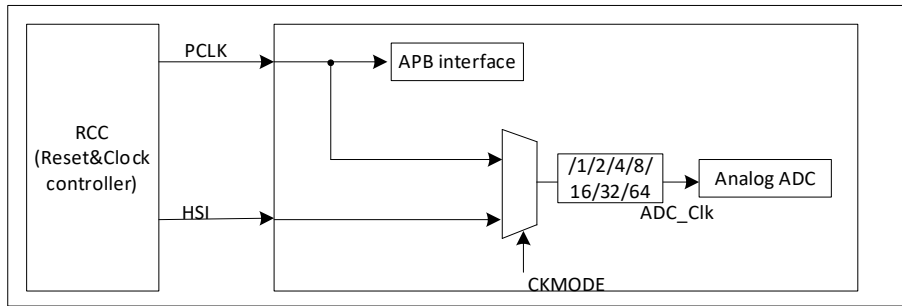 PCLK
APB interface
RCC
(Reset&Clock
controller)
/1/2/4/8/
16/32/64
Analog ADC
ADC_Clk
HSI
CKMODE